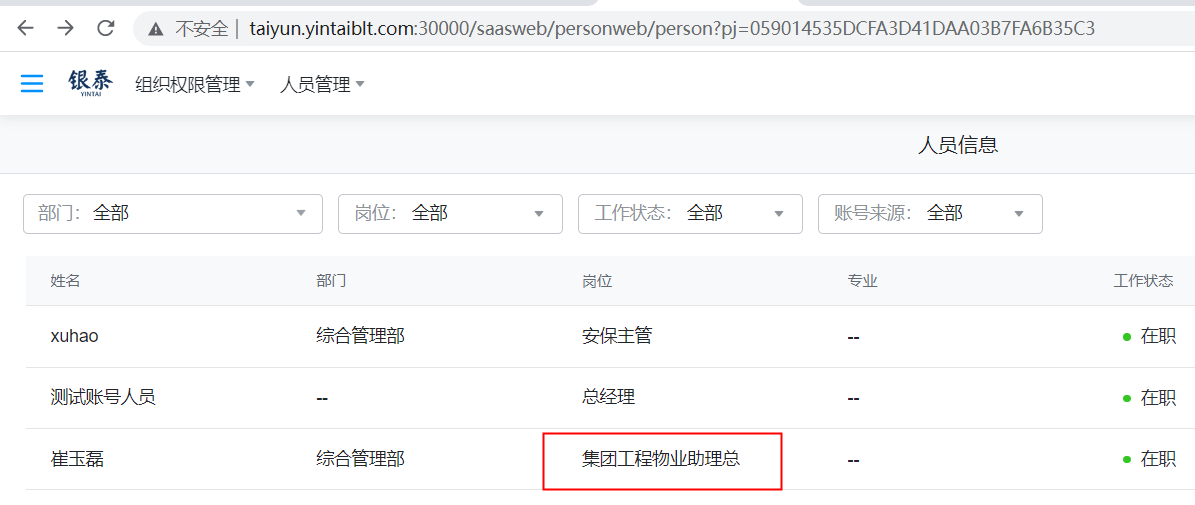 不安全 | taiyun.yintaiblt.com:30000/saasweb/personweb/person?pj=059014535DCFA3D41DAA03B7FA6B35C3
银泰 YINTAI 组织权限管理 人员管理
人员信息
部门: 全部 岗位: 全部 工作状态: 全部 账号来源: 全部
姓名 部门 岗位 专业 工作状态
xuhao 综合管理部 安保主管 -- 在职
测试账号人员 -- 总经理 -- 在职
崔玉磊 综合管理部 集团工程物业助理总 -- 在职